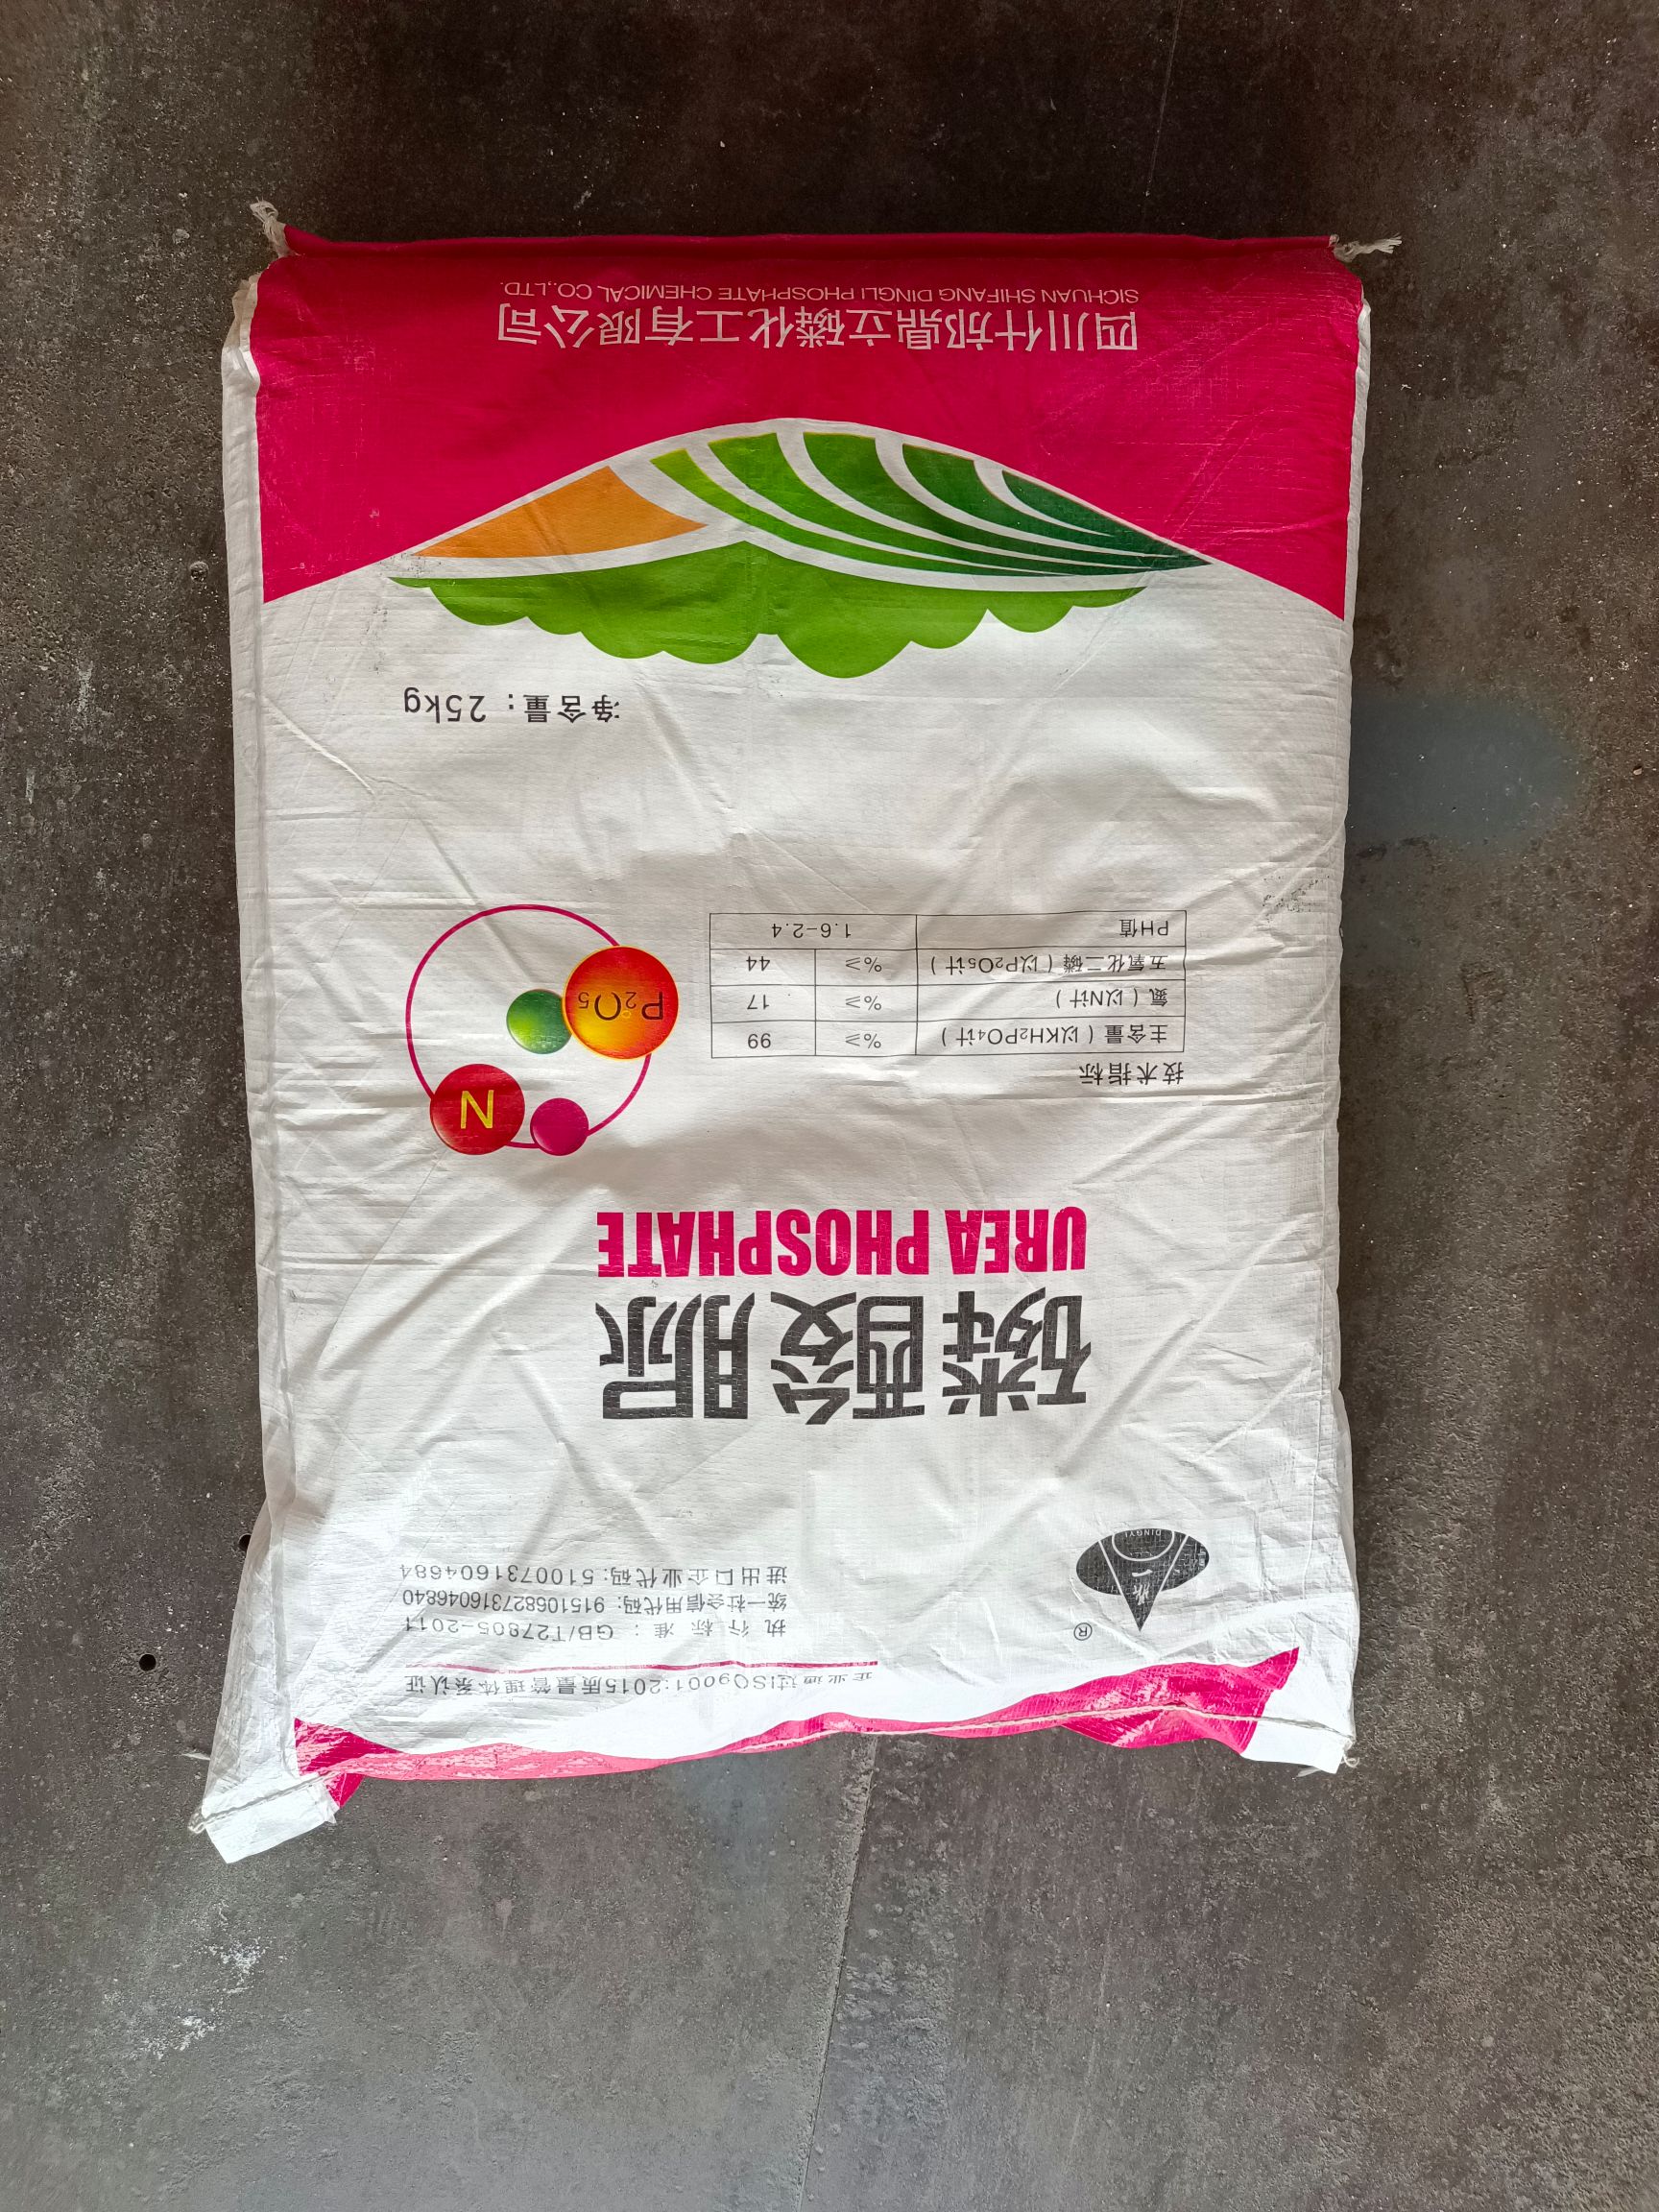 企业通过ISO9001:2015质量管理体系认证
执行标准：GB/T27805-2011
统一社会信用代码：915106827316046840
进出口企业代码：5100731604684
®
鼎一
DINGYI
磷酸脲
UREA PHOSPHATE
技术指标
主含量（以KH2PO4计） %≥ 99
氮（以N计） %≥ 17
五氧化二磷（以P2O5计） %≥ 44
PH值 1.6-2.4
N
P2O5
净含量：25kg
四川什邡鼎立磷化工有限公司
SICHUAN SHIFANG DINGLI PHOSPHATE CHEMICAL CO.,LTD.